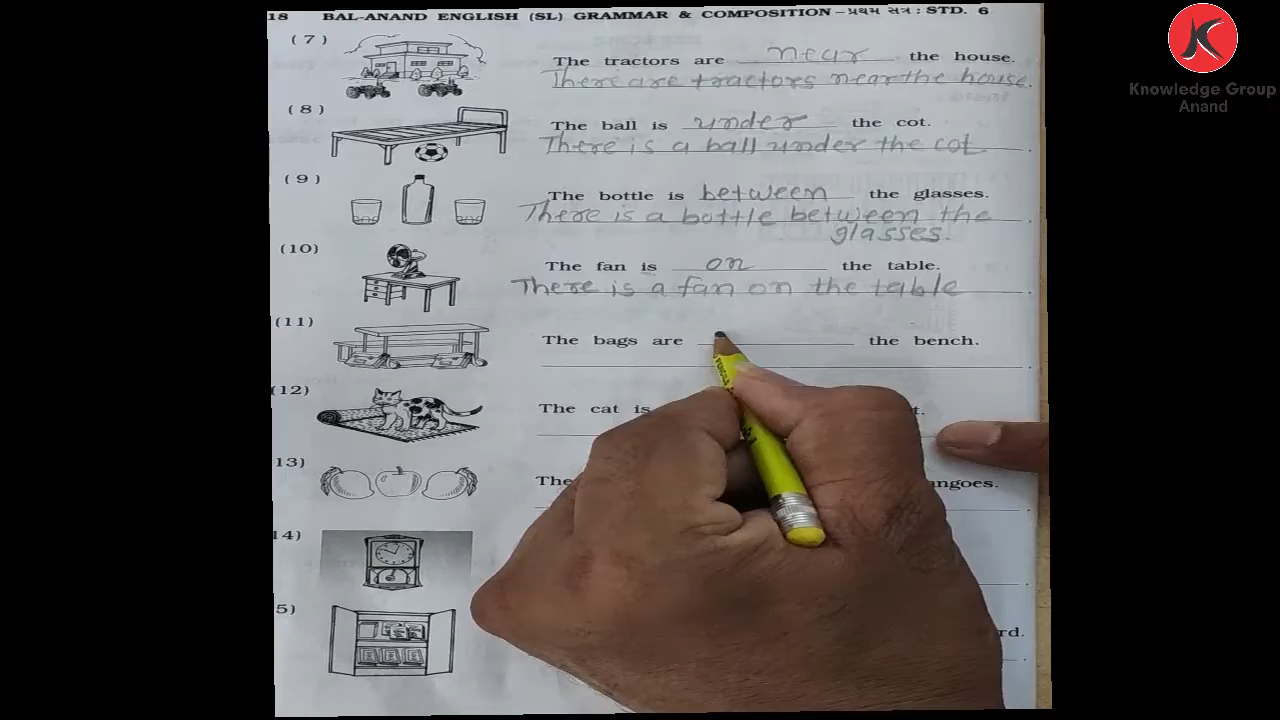 18 BAL-ANAND ENGLISH (SL) GRAMMAR & COMPOSITION – પ્રથમ સત્ર : STD. 6
(7)
The tractors are near the house.
There are tractors near the house.
(8)
The ball is under the cot.
There is a ball under the cot.
(9)
The bottle is between the glasses.
There is a bottle between the
glasses.
(10)
The fan is on the table.
There is a fan on the table
(11)
The bags are the bench.
(12)
The cat is
13)
The
14)
5)
K
Knowledge Group
Anand